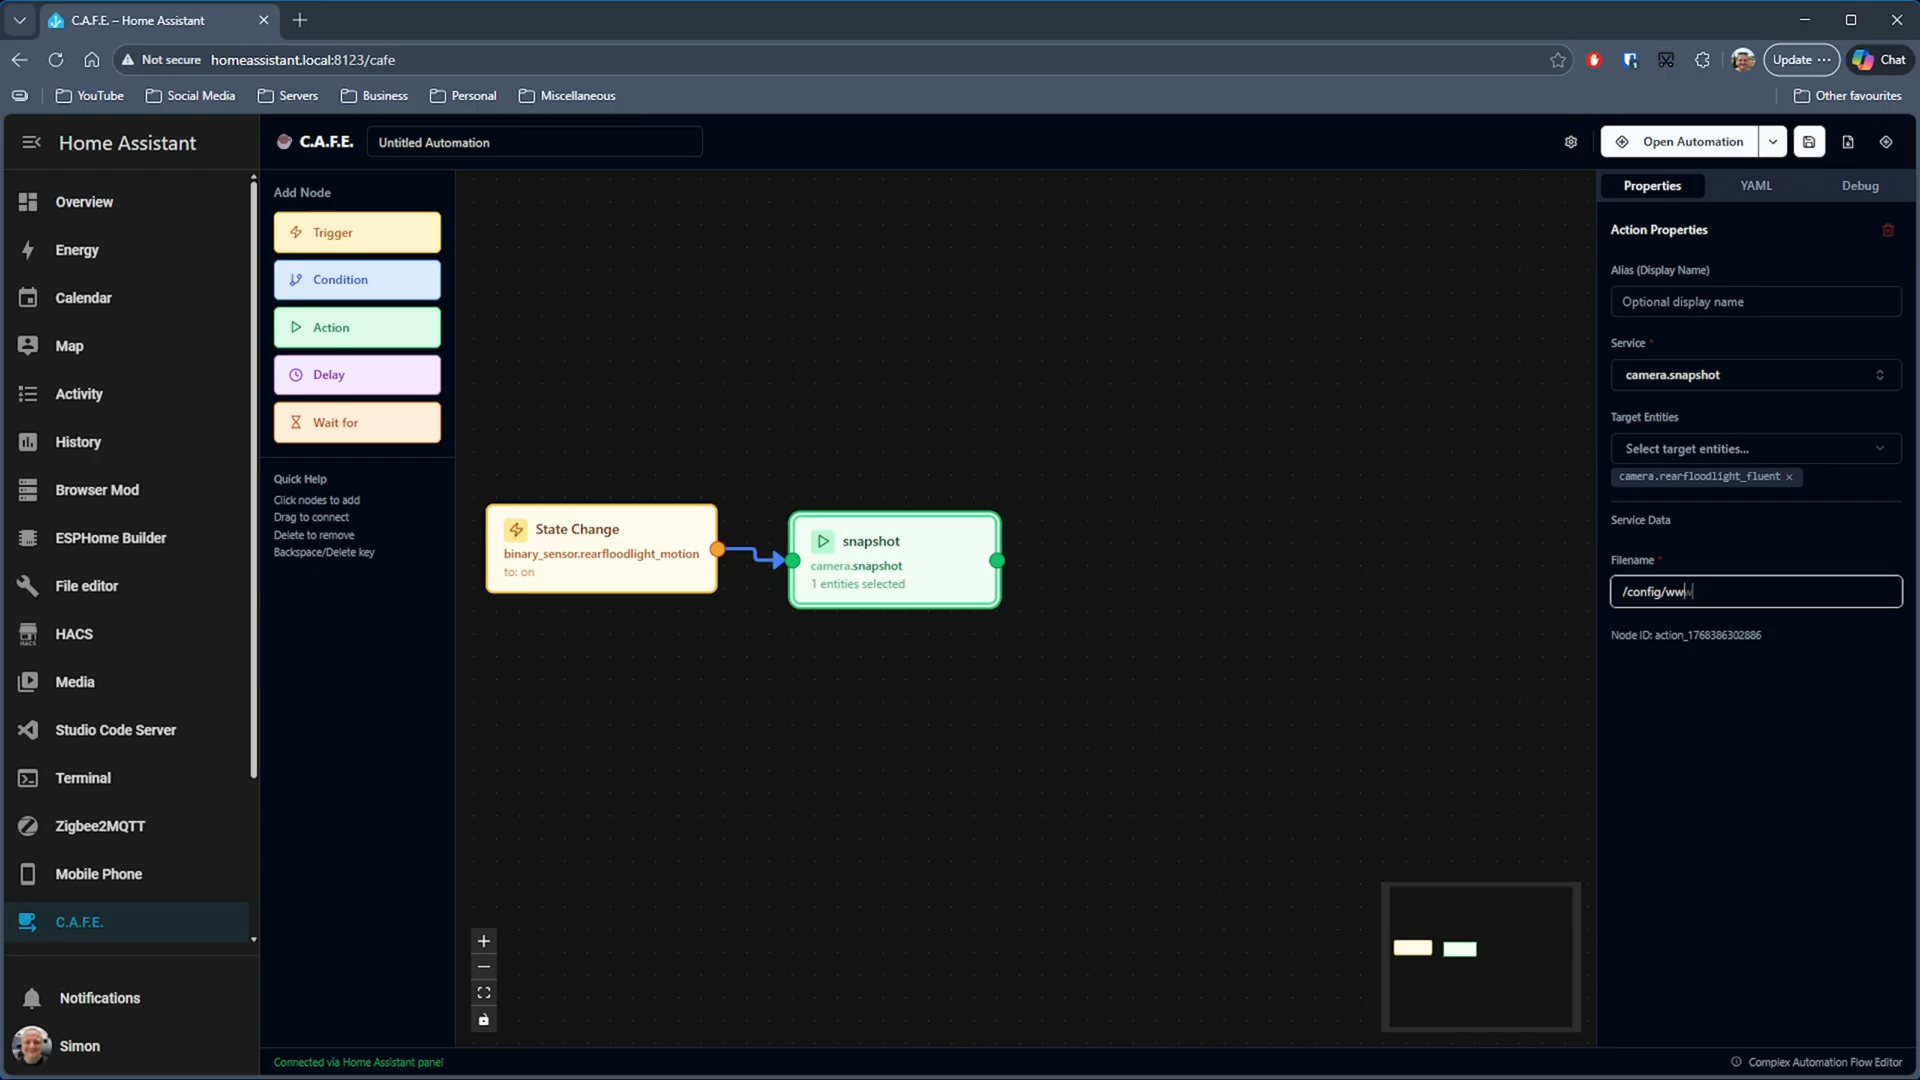 C.A.F.E. – Home Assistant
Not secure homeassistant.local:8123/cafe
Update
Chat
YouTube
Social Media
Servers
Business
Personal
Miscellaneous
Other favourites
Home Assistant
Overview
Energy
Calendar
Map
Activity
History
Browser Mod
ESPHome Builder
File editor
HACS
Media
Studio Code Server
Terminal
Zigbee2MQTT
Mobile Phone
C.A.F.E.
Notifications
Simon
C.A.F.E.
Untitled Automation
Open Automation
Add Node
Trigger
Condition
Action
Delay
Wait for
Quick Help
Click nodes to add
Drag to connect
Delete to remove
Backspace/Delete key
State Change
binary_sensor.rearfloodlight_motion
to: on
snapshot
camera.snapshot
1 entities selected
Properties
YAML
Debug
Action Properties
Alias (Display Name)
Optional display name
Service *
camera.snapshot
Target Entities
Select target entities...
camera.rearfloodlight_fluent ×
Service Data
Filename *
/config/www
Node ID: action_1768386302886
Connected via Home Assistant panel
Complex Automation Flow Editor